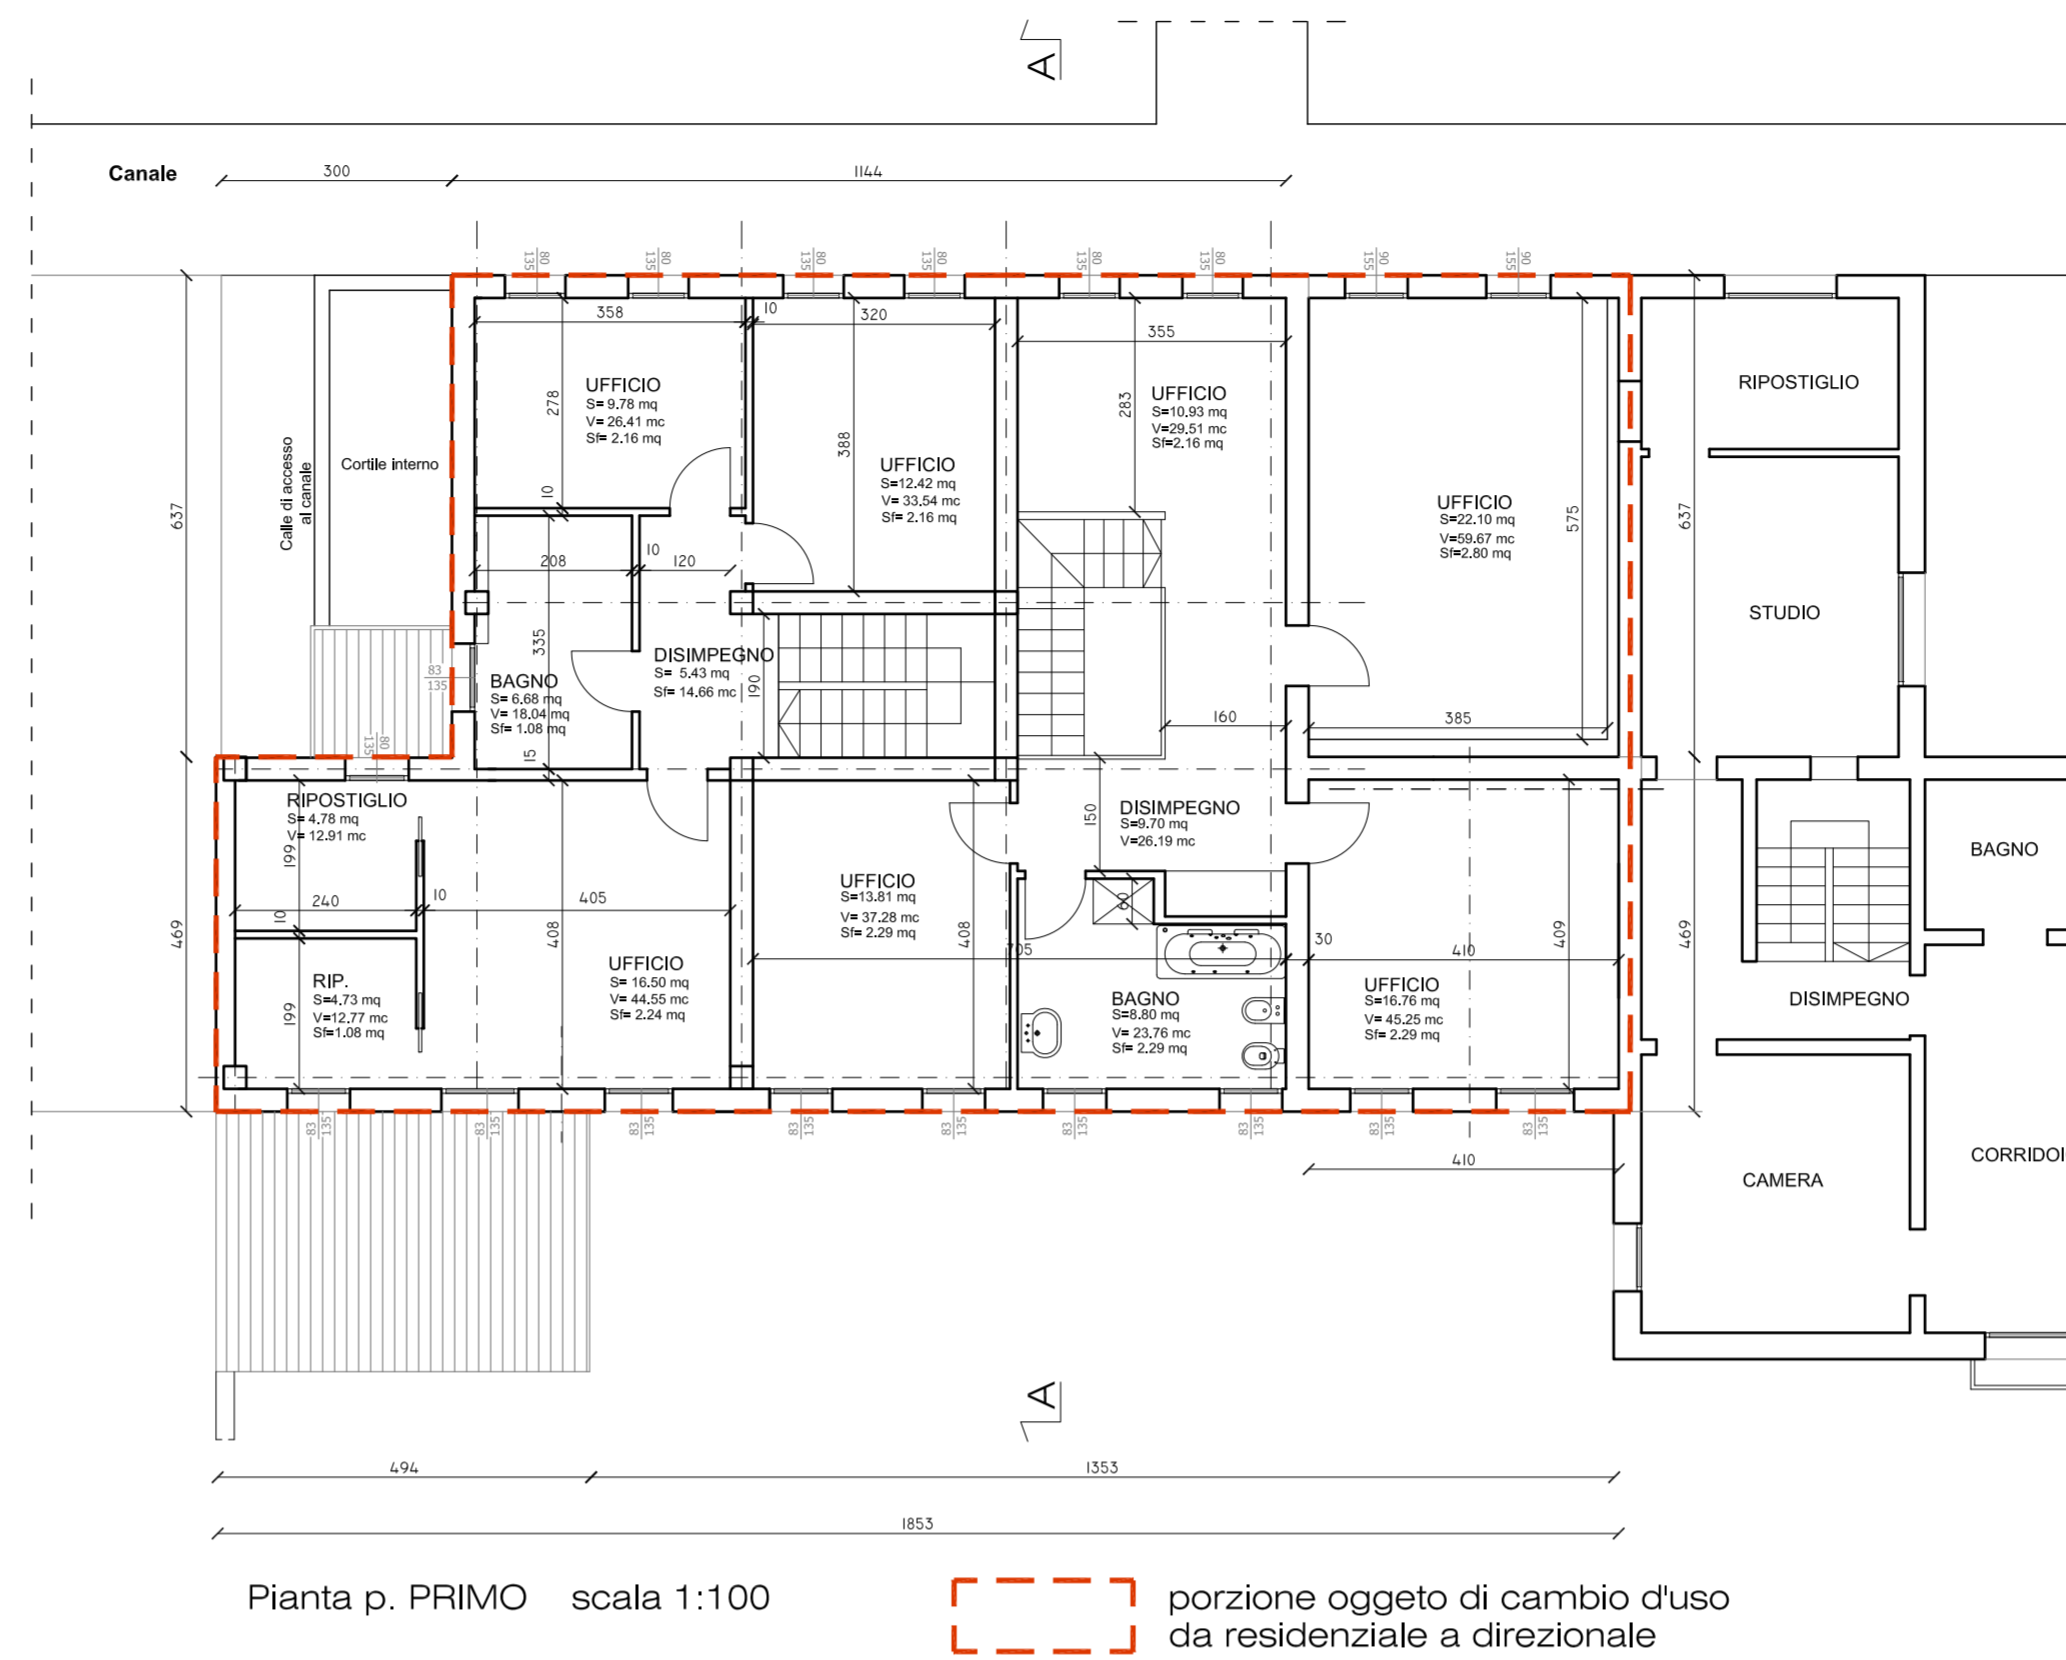 A
Canale
300
1144
135 80
135 80
135 80
135 80
135 80
135 80
155 90
155 90
358
10
320
355
278
388
283
575
637
637
UFFICIO
S= 9.78 mq
V= 26.41 mc
Sf= 2.16 mq
UFFICIO
S=12.42 mq
V= 33.54 mc
Sf= 2.16 mq
UFFICIO
S=10.93 mq
V=29.51 mc
Sf=2.16 mq
UFFICIO
S=22.10 mq
V=59.67 mc
Sf=2.80 mq
RIPOSTIGLIO
STUDIO
Calle di accesso
al canale
Cortile interno
10
208
10
120
335
190
DISIMPEGNO
S= 5.43 mq
Sf= 14.66 mc
BAGNO
S= 6.68 mq
V= 18.04 mq
Sf= 1.08 mq
83
135
15
135 80
160
385
RIPOSTIGLIO
S= 4.78 mq
V= 12.91 mc
199
240
10
10
405
408
469
RIP.
S=4.73 mq
V=12.77 mc
Sf=1.08 mq
199
UFFICIO
S= 16.50 mq
V= 44.55 mc
Sf= 2.24 mq
UFFICIO
S=13.81 mq
V= 37.28 mc
Sf= 2.29 mq
408
705
150
DISIMPEGNO
S=9.70 mq
V=26.19 mc
60
30
410
409
469
BAGNO
S=8.80 mq
V= 23.76 mc
Sf= 2.29 mq
UFFICIO
S=16.76 mq
V= 45.25 mc
Sf= 2.29 mq
BAGNO
DISIMPEGNO
CAMERA
CORRIDOI
83 135
83 135
83 135
83 135
83 135
83 135
83 135
83 135
83 135
410
A
494
1353
1853
Pianta p. PRIMO scala 1:100
porzione oggeto di cambio d'uso
da residenziale a direzionale